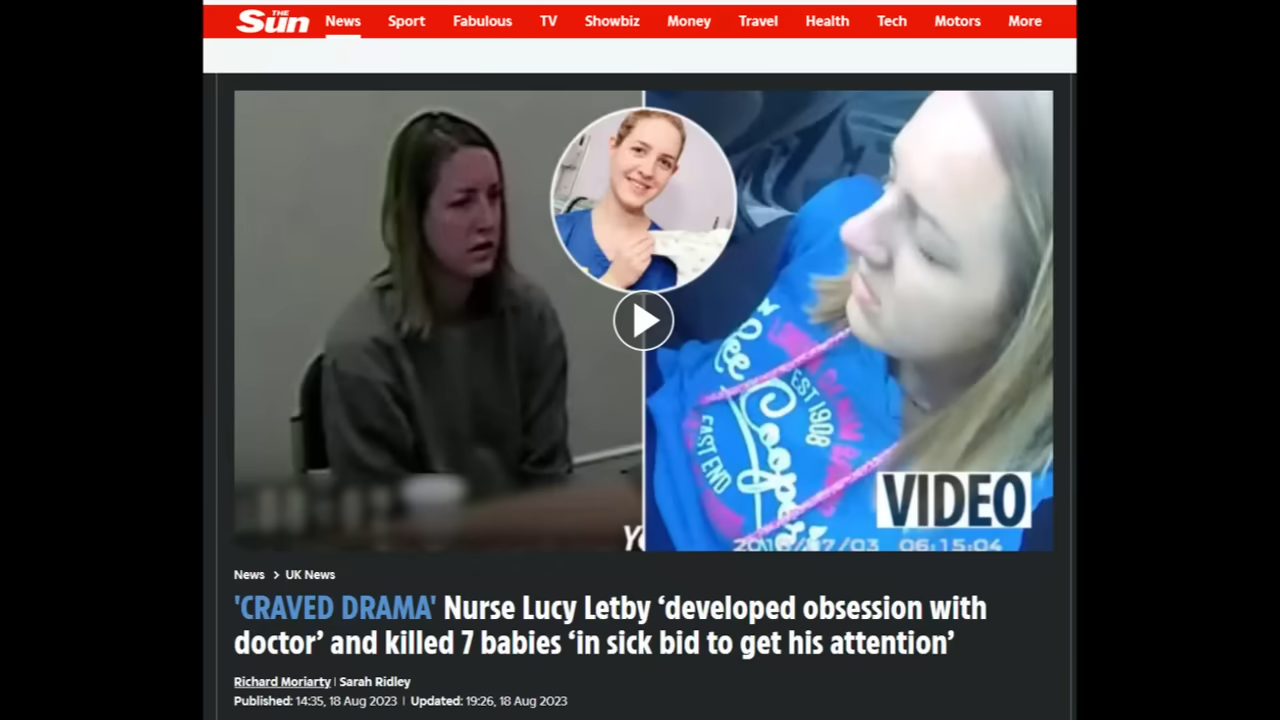 THE Sun
News Sport Fabulous TV Showbiz Money Travel Health Tech Motors More
Lee Cooper
EST 1908
EAST END
VIDEO
06:15:04
News > UK News
'CRAVED DRAMA' Nurse Lucy Letby ‘developed obsession with
doctor’ and killed 7 babies ‘in sick bid to get his attention’
Richard Moriarty | Sarah Ridley
Published: 14:35, 18 Aug 2023 | Updated: 19:26, 18 Aug 2023